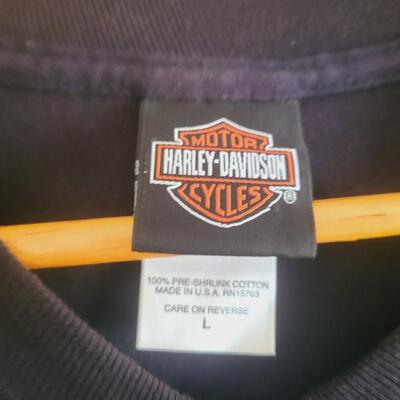 MOTOR
HARLEY-DAVIDSON
CYCLES
®
100% PRE-SHRUNK COTTON
MADE IN U.S.A. RN15763
CARE ON REVERSE
L